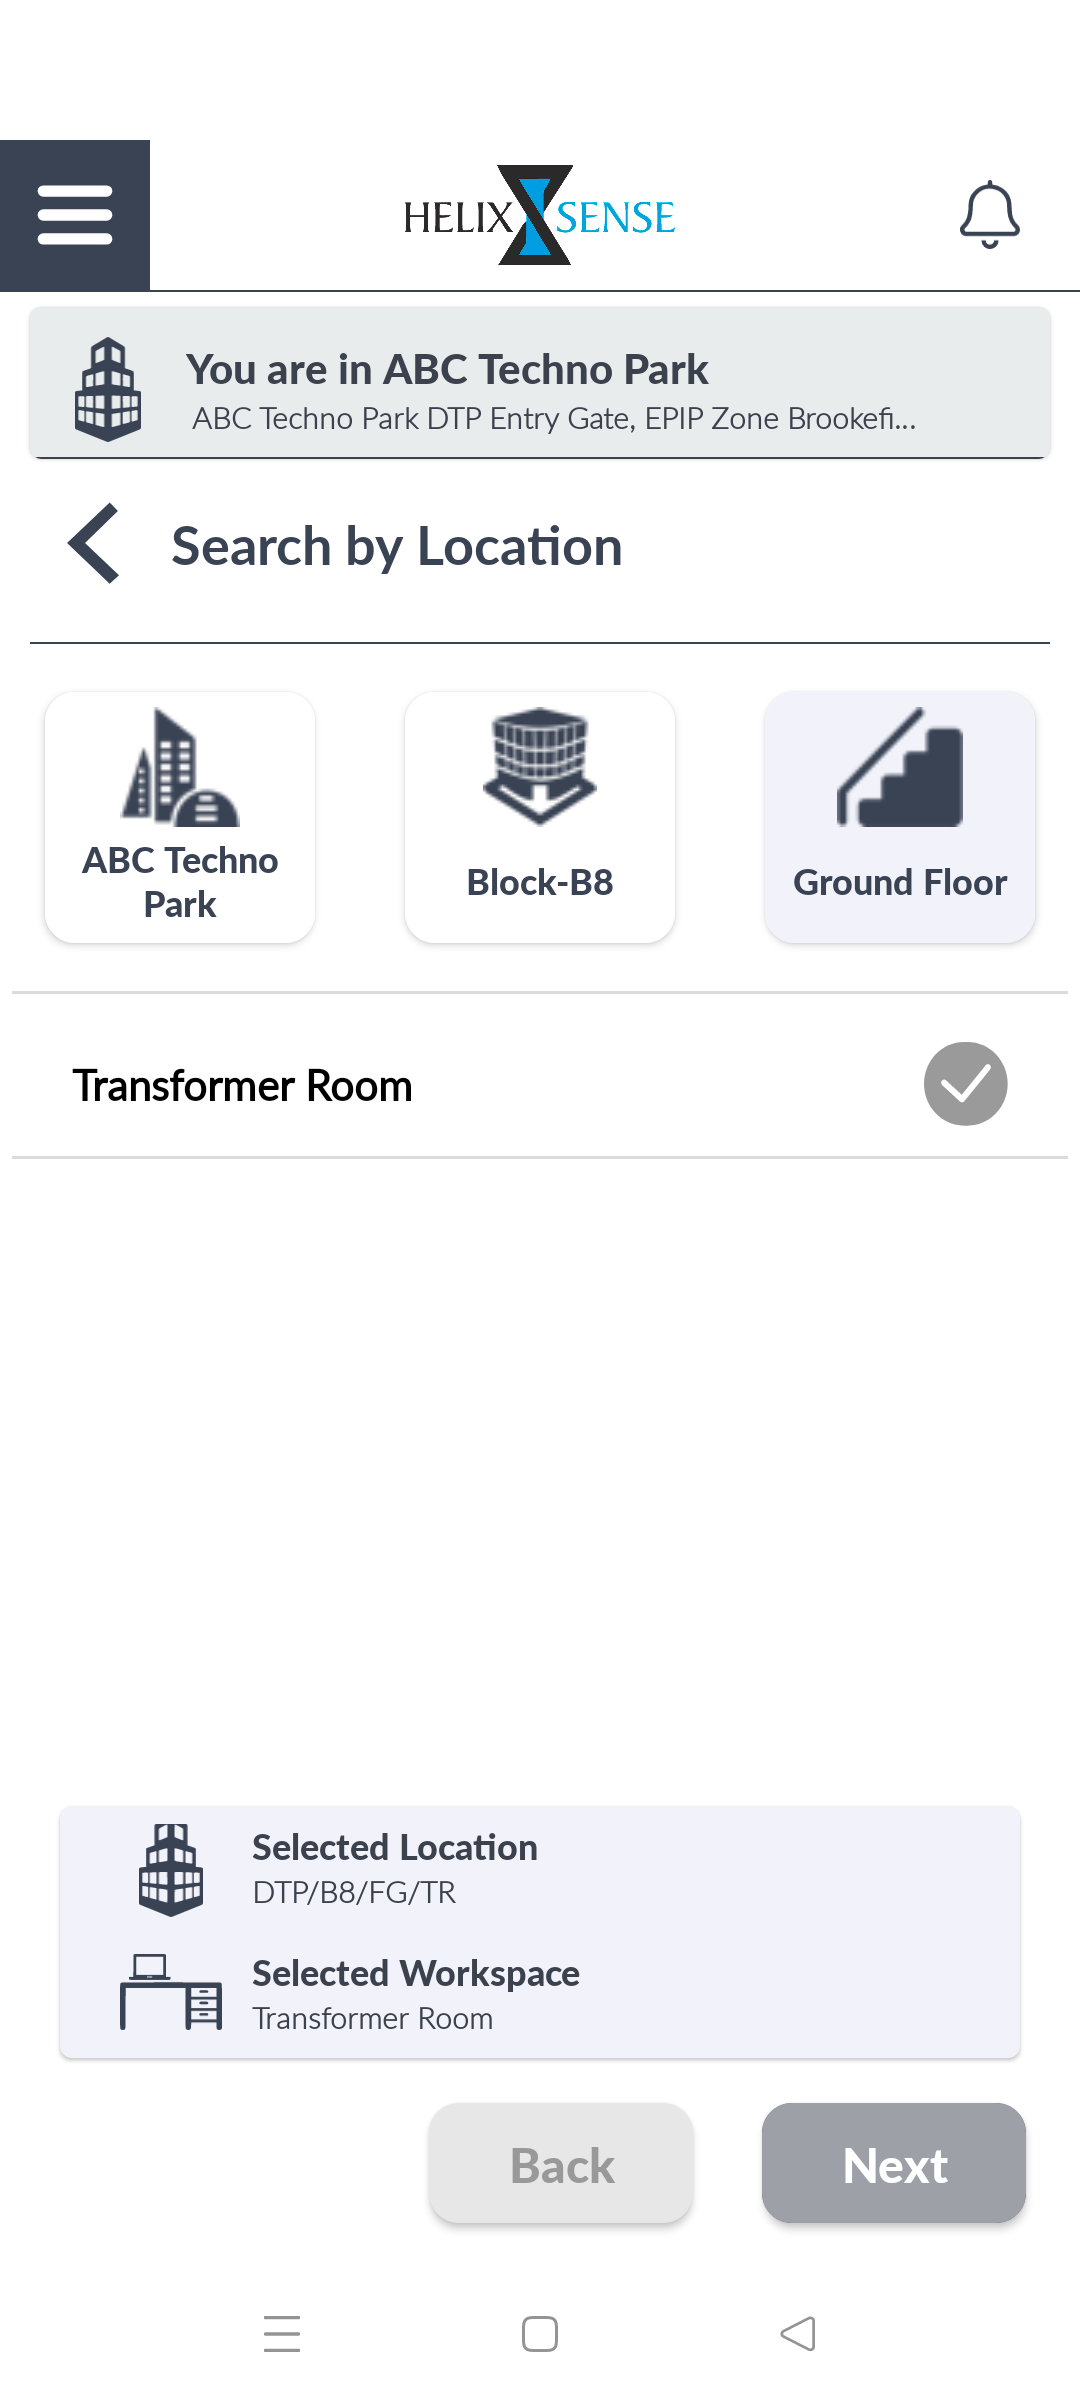 HELIX SENSE
You are in ABC Techno Park
ABC Techno Park DTP Entry Gate, EPIP Zone Brookefi...
Search by Location
ABC Techno
Park
Block-B8
Ground Floor
Transformer Room
Selected Location
DTP/B8/FG/TR
Selected Workspace
Transformer Room
Back
Next